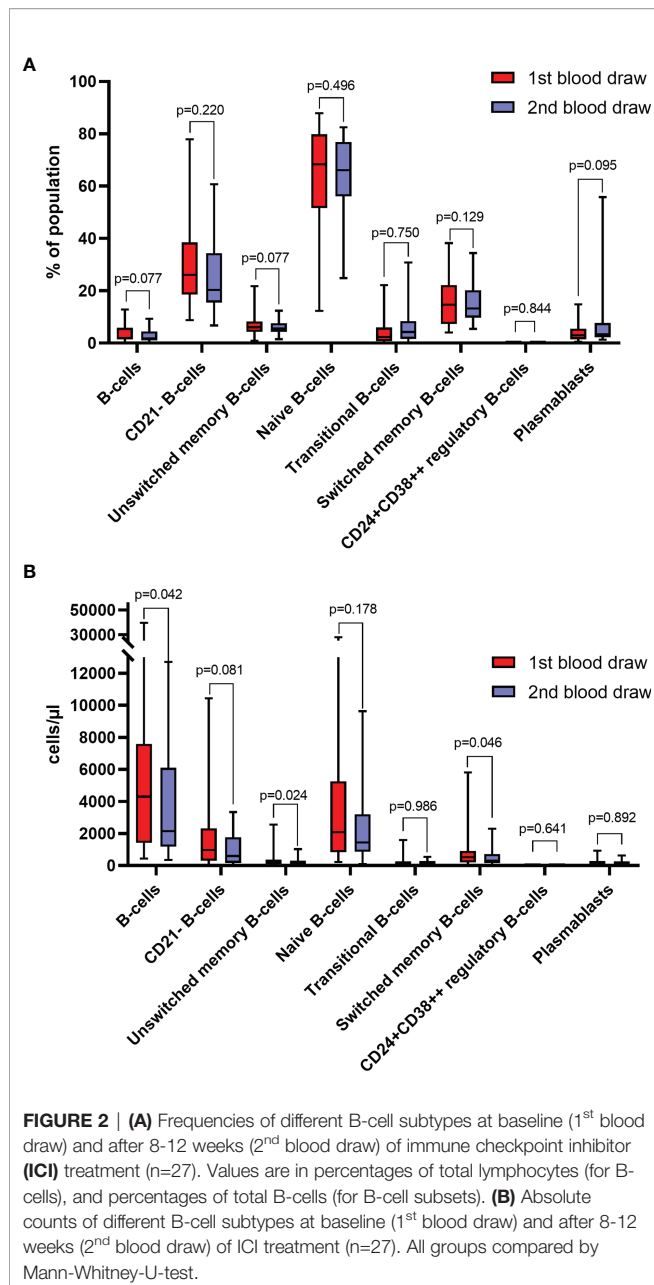 A
1st blood draw
2nd blood draw
% of population
100
80
60
40
20
0
p=0.077
p=0.220
p=0.077
p=0.496
p=0.750
p=0.129
p=0.844
p=0.095
B-cells
CD21- B-cells
Unswitched memory B-cells
Naive B-cells
Transitional B-cells
Switched memory B-cells
CD24+CD38++ regulatory B-cells
Plasmablasts
B
1st blood draw
2nd blood draw
cells/µl
50000
30000
12000
10000
8000
6000
4000
2000
0
p=0.042
p=0.081
p=0.024
p=0.178
p=0.986
p=0.046
p=0.641
p=0.892
B-cells
CD21- B-cells
Unswitched memory B-cells
Naive B-cells
Transitional B-cells
Switched memory B-cells
CD24+CD38++ regulatory B-cells
Plasmablasts
FIGURE 2 | (A) Frequencies of different B-cell subtypes at baseline (1st blood
draw) and after 8-12 weeks (2nd blood draw) of immune checkpoint inhibitor
(ICI) treatment (n=27). Values are in percentages of total lymphocytes (for B-
cells), and percentages of total B-cells (for B-cell subsets). (B) Absolute
counts of different B-cell subtypes at baseline (1st blood draw) and after 8-12
weeks (2nd blood draw) of ICI treatment (n=27). All groups compared by
Mann-Whitney-U-test.